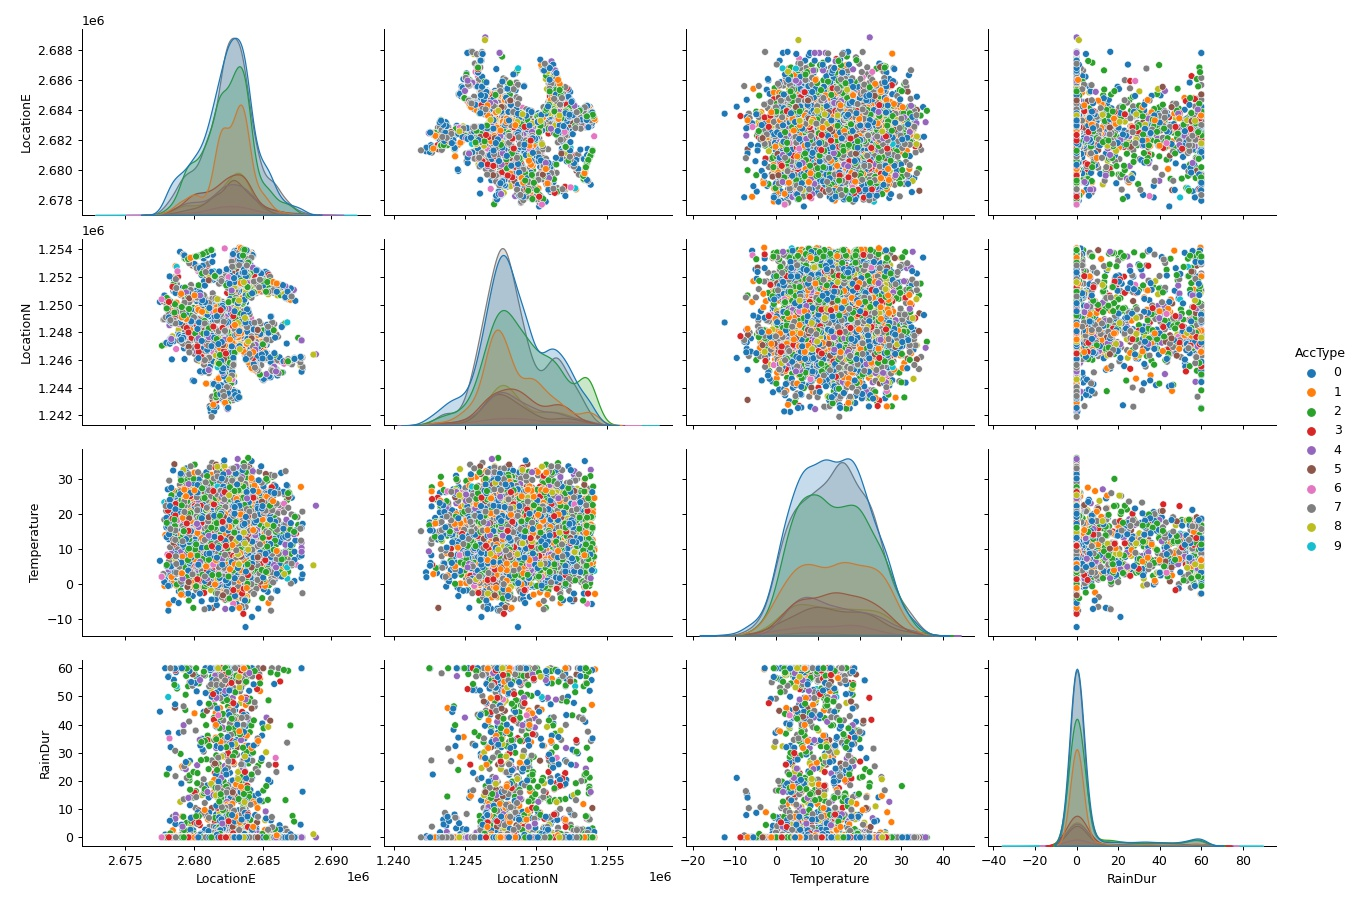 1e6
2.688
2.686
2.684
2.682
2.680
2.678
LocationE
1e6
1.254
1.252
1.250
1.248
1.246
1.244
1.242
LocationN
30
20
10
0
−10
Temperature
60
50
40
30
20
10
0
RainDur
2.675 2.680 2.685 2.690
1e6
LocationE
1.240 1.245 1.250 1.255
1e6
LocationN
−20 −10 0 10 20 30 40
Temperature
−40 −20 0 20 40 60 80
RainDur
AccType
0
1
2
3
4
5
6
7
8
9